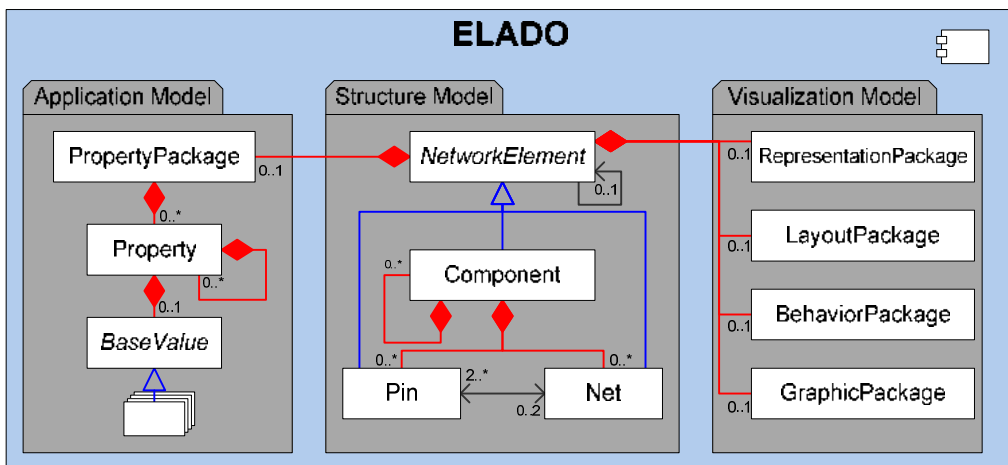 ELADO
Application Model
Structure Model
Visualization Model
PropertyPackage
0..1
NetworkElement
0..1
0..1
RepresentationPackage
0..*
Property
0..*
0..1
LayoutPackage
0..*
Component
0..1
BaseValue
0..1
BehaviorPackage
0..*
0..*
Pin
2..*
0..2
Net
0..1
GraphicPackage